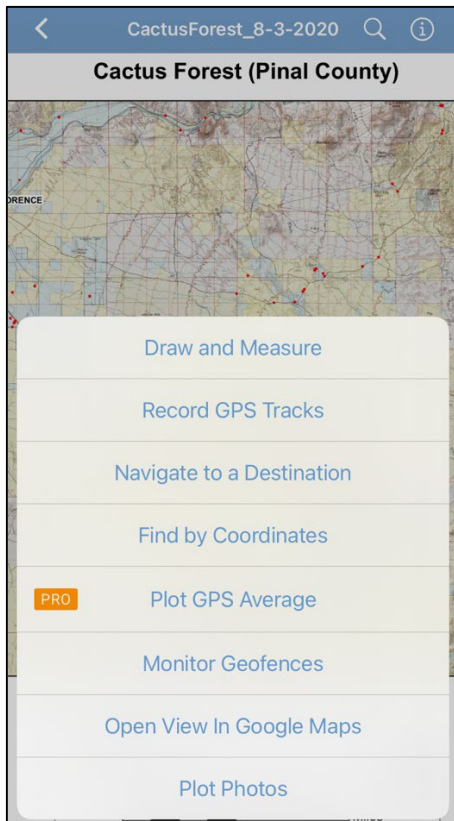 CactusForest_8-3-2020
Cactus Forest (Pinal County)
Draw and Measure
Record GPS Tracks
Navigate to a Destination
Find by Coordinates
PRO Plot GPS Average
Monitor Geofences
Open View In Google Maps
Plot Photos